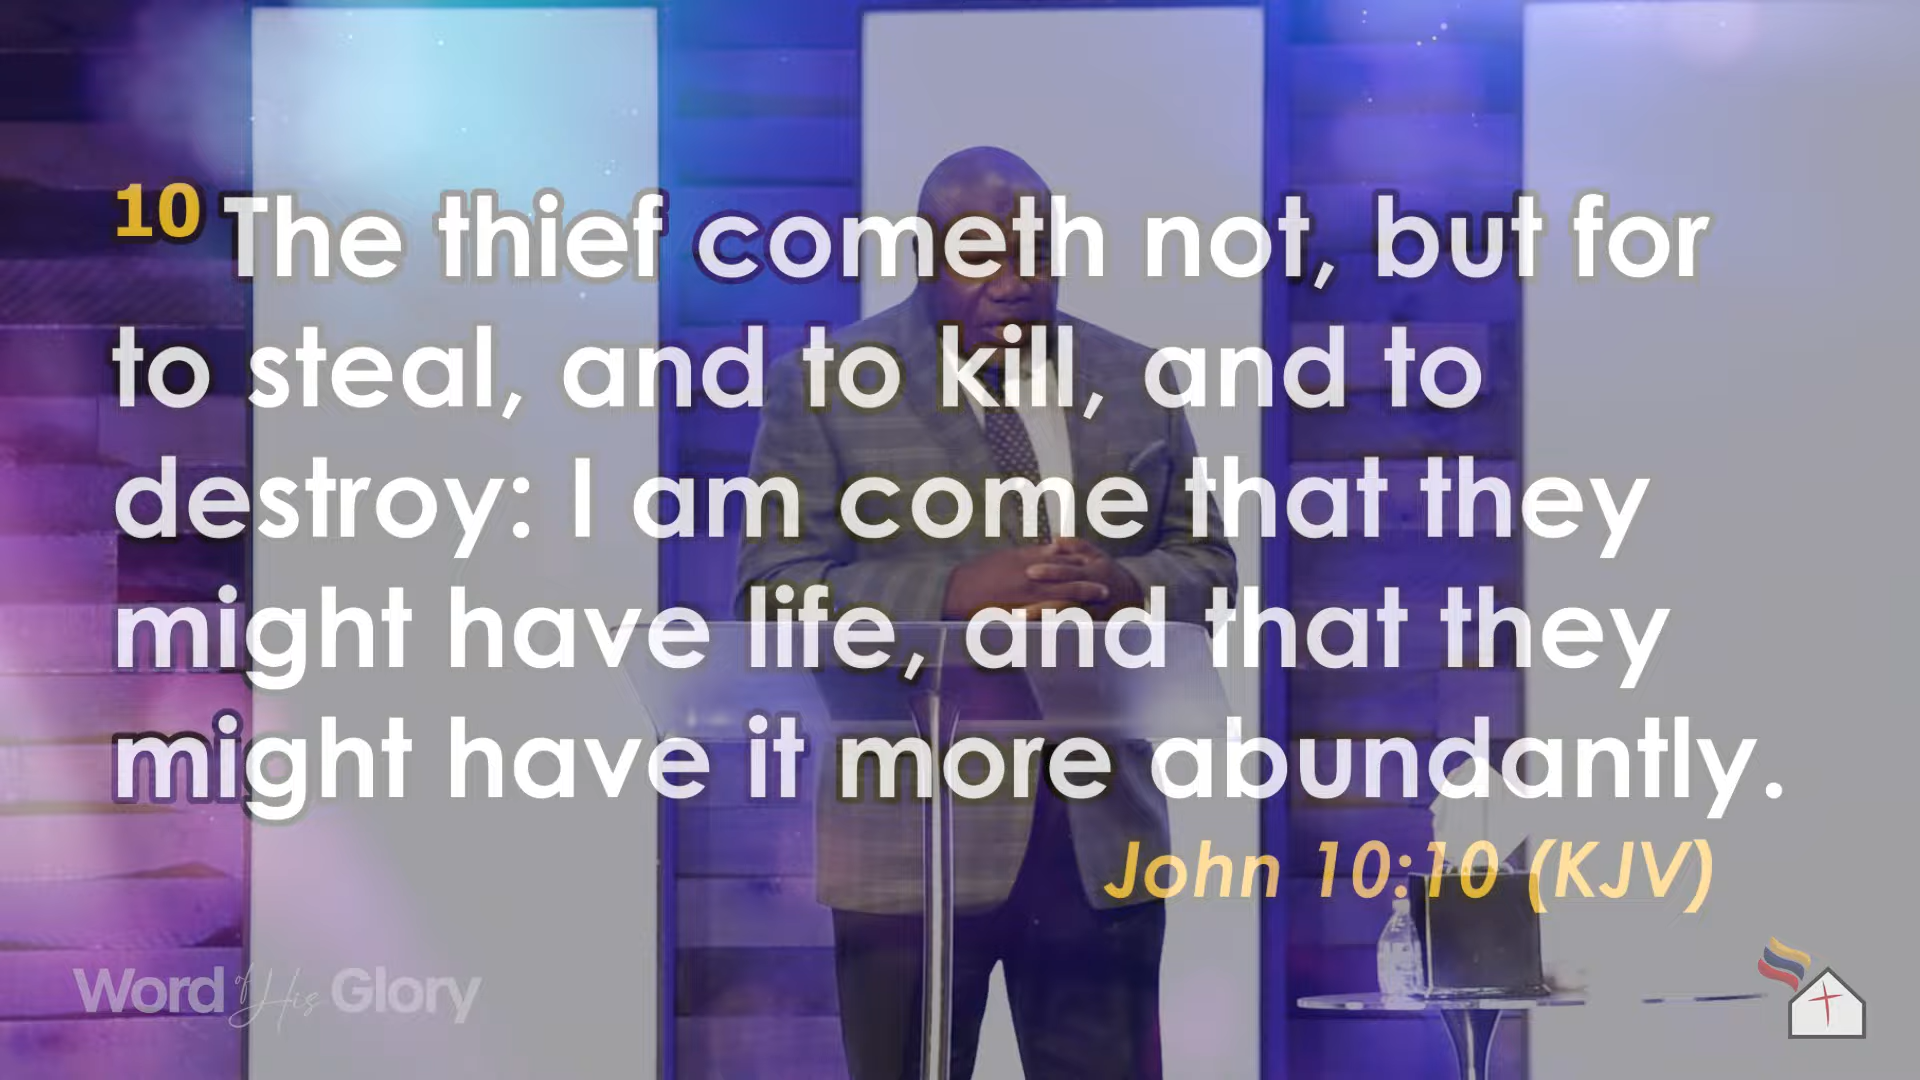 10 The thief cometh not, but for
to steal, and to kill, and to
destroy: I am come that they
might have life, and that they
might have it more abundantly.
John 10:10 (KJV)
Word of His Glory